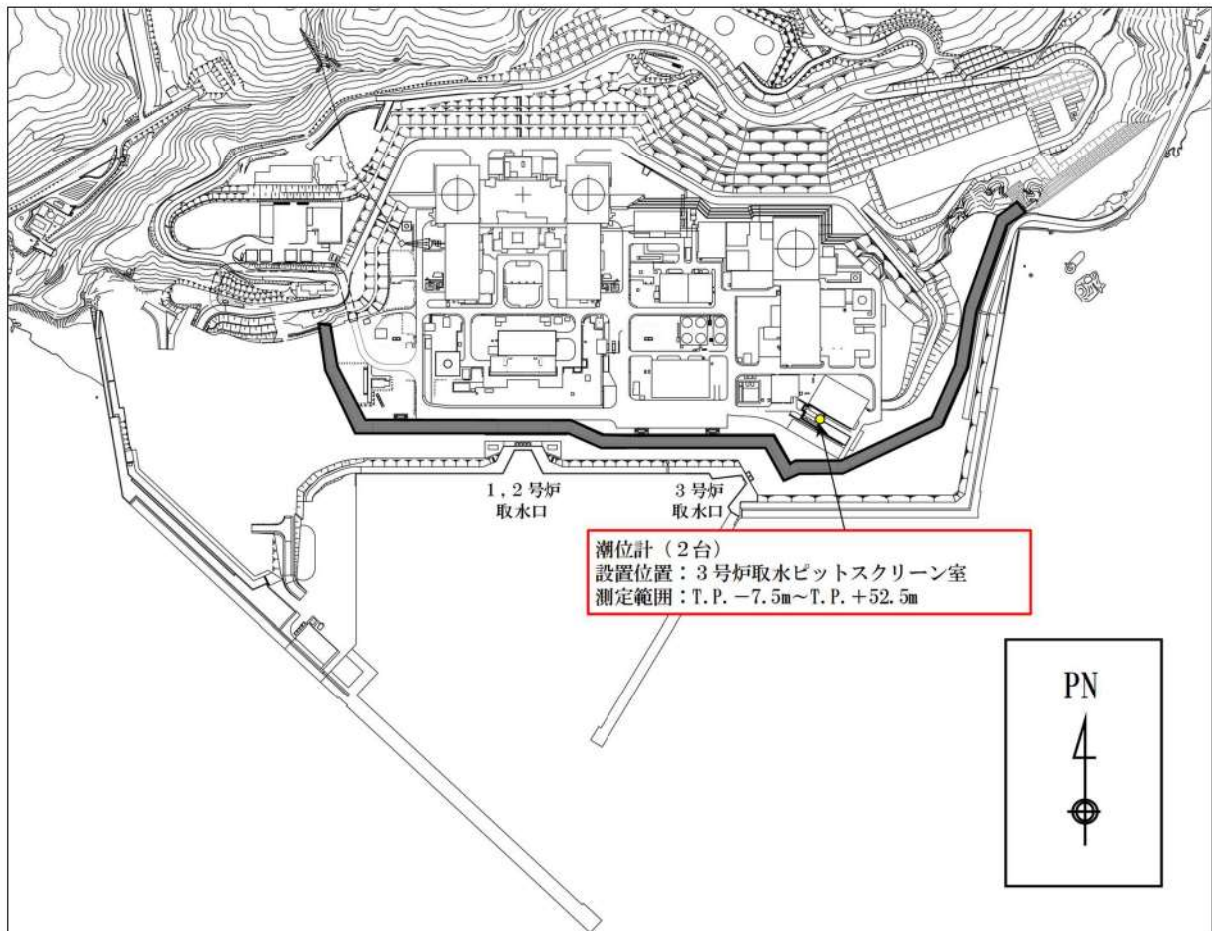 1,2号炉
取水口
3号炉
取水口
潮位計（2台）
設置位置：3号炉取水ピットスクリーン室
測定範囲：T.P.－7.5m～T.P.＋52.5m
PN